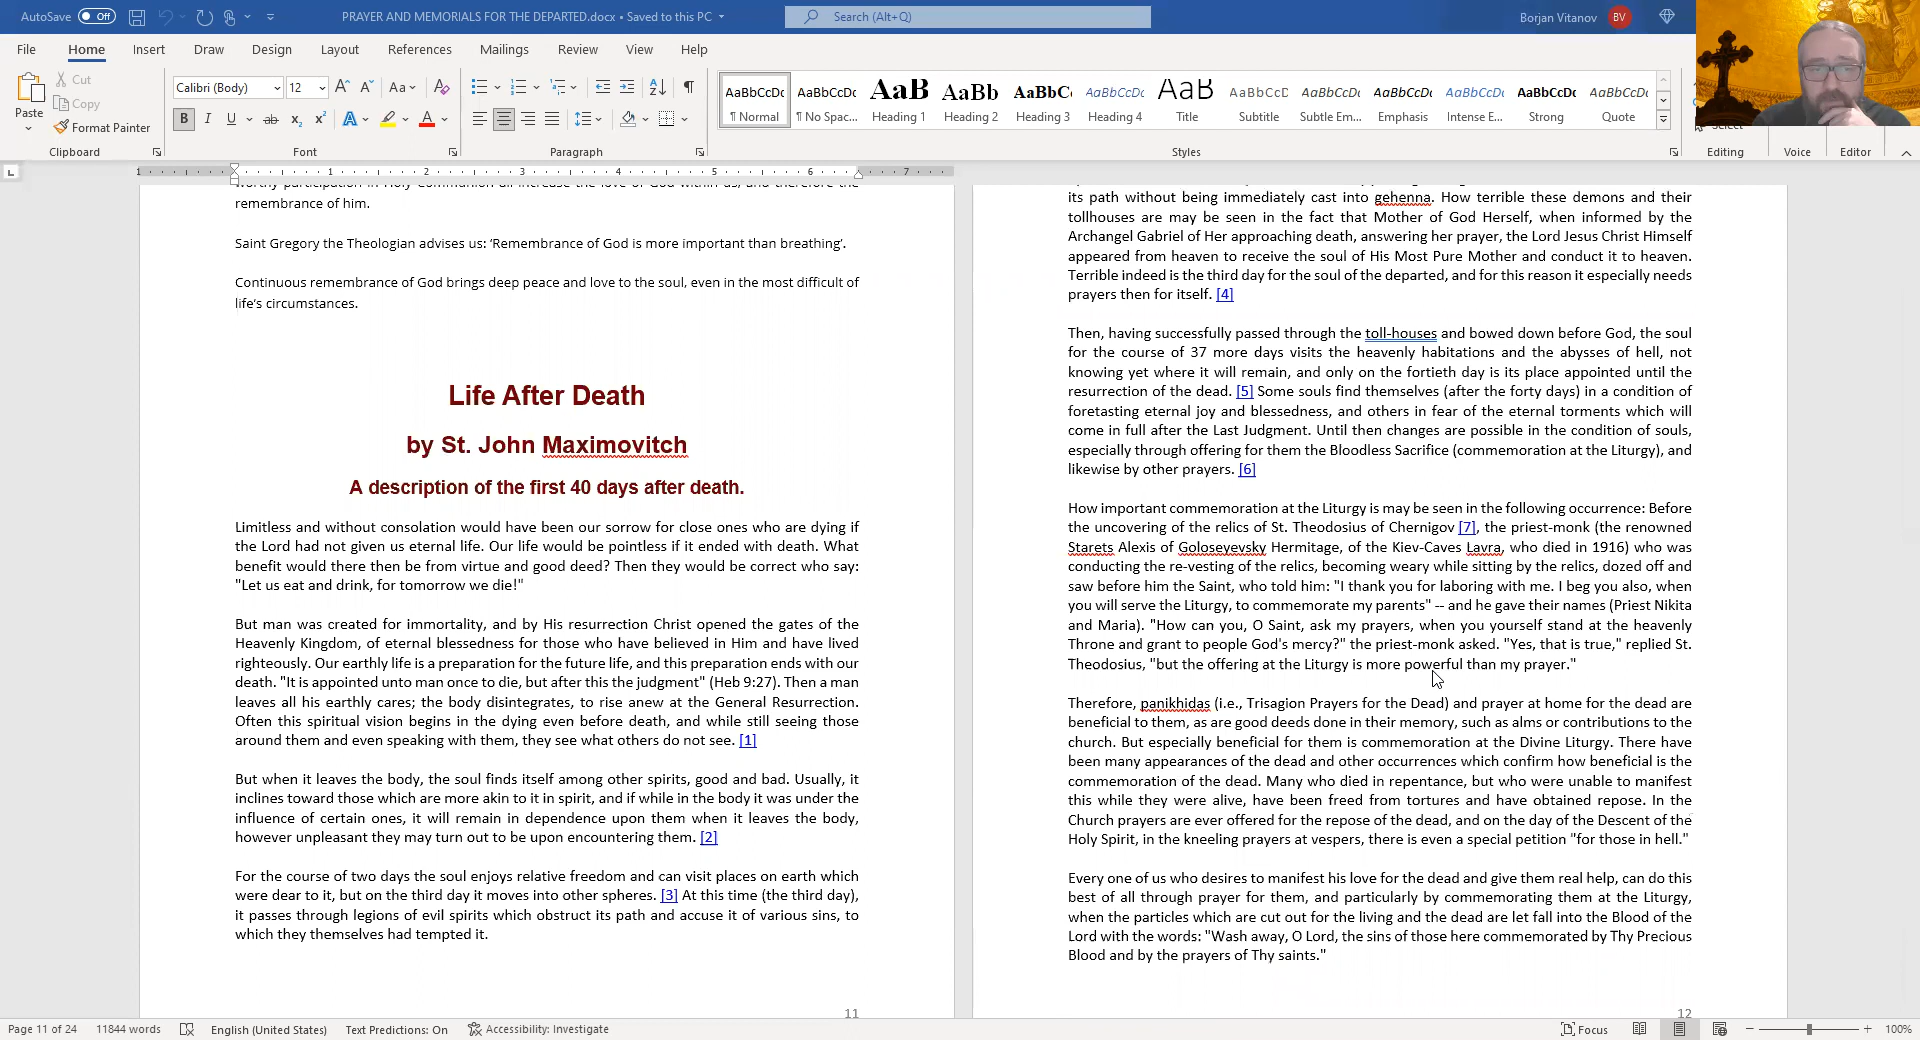 AutoSave Off
PRAYER AND MEMORIALS FOR THE DEPARTED.docx • Saved to this PC
Search (Alt+Q)
Borjan Vitanov BV
File Home Insert Draw Design Layout References Mailings Review View Help
Paste
Cut
Copy
Format Painter
Clipboard
Calibri (Body) 12
Font
Paragraph
AaBbCcDc AaBbCcDc AaB AaBb AaBbC AaBbCcDc AaB AaBbCcD AaBbCcDc AaBbCcDc AaBbCcDc AaBbCcDc AaBbCcDc
¶ Normal ¶ No Spac... Heading 1 Heading 2 Heading 3 Heading 4 Title Subtitle Subtle Em... Emphasis Intense E... Strong Quote
Styles
Select
Editing
Voice
Editor
1 1 2 3 4 5 6 7
worthy participation in Holy Communion all increase the love of God within us, and therefore the
remembrance of him.
Saint Gregory the Theologian advises us: ‘Remembrance of God is more important than breathing’.
Continuous remembrance of God brings deep peace and love to the soul, even in the most difficult of
life’s circumstances.
Life After Death
by St. John Maximovitch
A description of the first 40 days after death.
Limitless and without consolation would have been our sorrow for close ones who are dying if
the Lord had not given us eternal life. Our life would be pointless if it ended with death. What
benefit would there then be from virtue and good deed? Then they would be correct who say:
"Let us eat and drink, for tomorrow we die!"
But man was created for immortality, and by His resurrection Christ opened the gates of the
Heavenly Kingdom, of eternal blessedness for those who have believed in Him and have lived
righteously. Our earthly life is a preparation for the future life, and this preparation ends with our
death. "It is appointed unto man once to die, but after this the judgment" (Heb 9:27). Then a man
leaves all his earthly cares; the body disintegrates, to rise anew at the General Resurrection.
Often this spiritual vision begins in the dying even before death, and while still seeing those
around them and even speaking with them, they see what others do not see. [1]
But when it leaves the body, the soul finds itself among other spirits, good and bad. Usually, it
inclines toward those which are more akin to it in spirit, and if while in the body it was under the
influence of certain ones, it will remain in dependence upon them when it leaves the body,
however unpleasant they may turn out to be upon encountering them. [2]
For the course of two days the soul enjoys relative freedom and can visit places on earth which
were dear to it, but on the third day it moves into other spheres. [3] At this time (the third day),
it passes through legions of evil spirits which obstruct its path and accuse it of various sins, to
which they themselves had tempted it.
11
its path without being immediately cast into gehenna. How terrible these demons and their
tollhouses are may be seen in the fact that Mother of God Herself, when informed by the
Archangel Gabriel of Her approaching death, answering her prayer, the Lord Jesus Christ Himself
appeared from heaven to receive the soul of His Most Pure Mother and conduct it to heaven.
Terrible indeed is the third day for the soul of the departed, and for this reason it especially needs
prayers then for itself. [4]
Then, having successfully passed through the toll-houses and bowed down before God, the soul
for the course of 37 more days visits the heavenly habitations and the abysses of hell, not
knowing yet where it will remain, and only on the fortieth day is its place appointed until the
resurrection of the dead. [5] Some souls find themselves (after the forty days) in a condition of
foretasting eternal joy and blessedness, and others in fear of the eternal torments which will
come in full after the Last Judgment. Until then changes are possible in the condition of souls,
especially through offering for them the Bloodless Sacrifice (commemoration at the Liturgy), and
likewise by other prayers. [6]
How important commemoration at the Liturgy is may be seen in the following occurrence: Before
the uncovering of the relics of St. Theodosius of Chernigov [7], the priest-monk (the renowned
Starets Alexis of Goloseyevsky Hermitage, of the Kiev-Caves Lavra, who died in 1916) who was
conducting the re-vesting of the relics, becoming weary while sitting by the relics, dozed off and
saw before him the Saint, who told him: "I thank you for laboring with me. I beg you also, when
you will serve the Liturgy, to commemorate my parents" -- and he gave their names (Priest Nikita
and Maria). "How can you, O Saint, ask my prayers, when you yourself stand at the heavenly
Throne and grant to people God's mercy?" the priest-monk asked. "Yes, that is true," replied St.
Theodosius, "but the offering at the Liturgy is more powerful than my prayer."
Therefore, panikhidas (i.e., Trisagion Prayers for the Dead) and prayer at home for the dead are
beneficial to them, as are good deeds done in their memory, such as alms or contributions to the
church. But especially beneficial for them is commemoration at the Divine Liturgy. There have
been many appearances of the dead and other occurrences which confirm how beneficial is the
commemoration of the dead. Many who died in repentance, but who were unable to manifest
this while they were alive, have been freed from tortures and have obtained repose. In the
Church prayers are ever offered for the repose of the dead, and on the day of the Descent of the
Holy Spirit, in the kneeling prayers at vespers, there is even a special petition "for those in hell."
Every one of us who desires to manifest his love for the dead and give them real help, can do this
best of all through prayer for them, and particularly by commemorating them at the Liturgy,
when the particles which are cut out for the living and the dead are let fall into the Blood of the
Lord with the words: "Wash away, O Lord, the sins of those here commemorated by Thy Precious
Blood and by the prayers of Thy saints."
12
Page 11 of 24 11844 words English (United States) Text Predictions: On Accessibility: Investigate Focus 100%